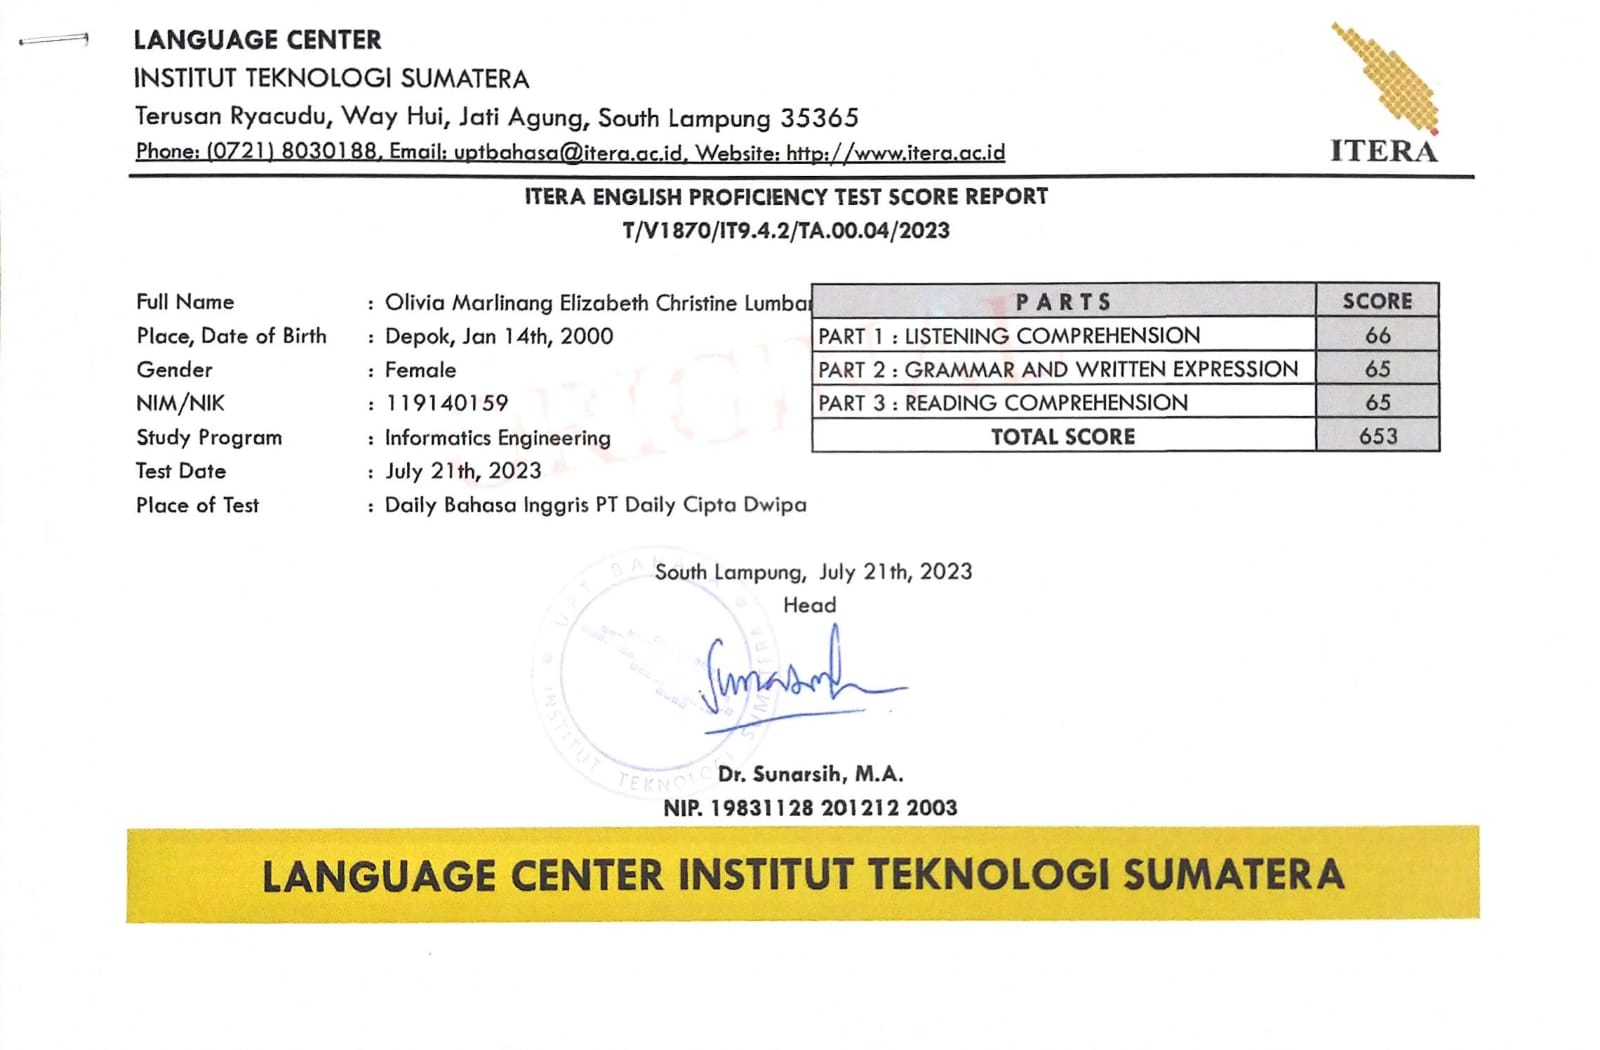 LANGUAGE CENTER
INSTITUT TEKNOLOGI SUMATERA
Terusan Ryacudu, Way Hui, Jati Agung, South Lampung 35365
Phone: (0721) 8030188, Email: uptbahasa@itera.ac.id, Website: http://www.itera.ac.id
ITERA
ITERA ENGLISH PROFICIENCY TEST SCORE REPORT
T/V1870/IT9.4.2/TA.00.04/2023
Full Name : Olivia Marlinang Elizabeth Christine Lumba
Place, Date of Birth : Depok, Jan 14th, 2000
Gender : Female
NIM/NIK : 119140159
Study Program : Informatics Engineering
Test Date : July 21th, 2023
Place of Test : Daily Bahasa Inggris PT Daily Cipta Dwipa
PARTS SCORE
PART 1 : LISTENING COMPREHENSION 66
PART 2 : GRAMMAR AND WRITTEN EXPRESSION 65
PART 3 : READING COMPREHENSION 65
TOTAL SCORE 653
ORIGINAL
South Lampung, July 21th, 2023
Head
UPT BAHASA
INSTITUT TEKNOLOGI SUMATERA
Sunarsih
Dr. Sunarsih, M.A.
NIP. 19831128 201212 2003
LANGUAGE CENTER INSTITUT TEKNOLOGI SUMATERA